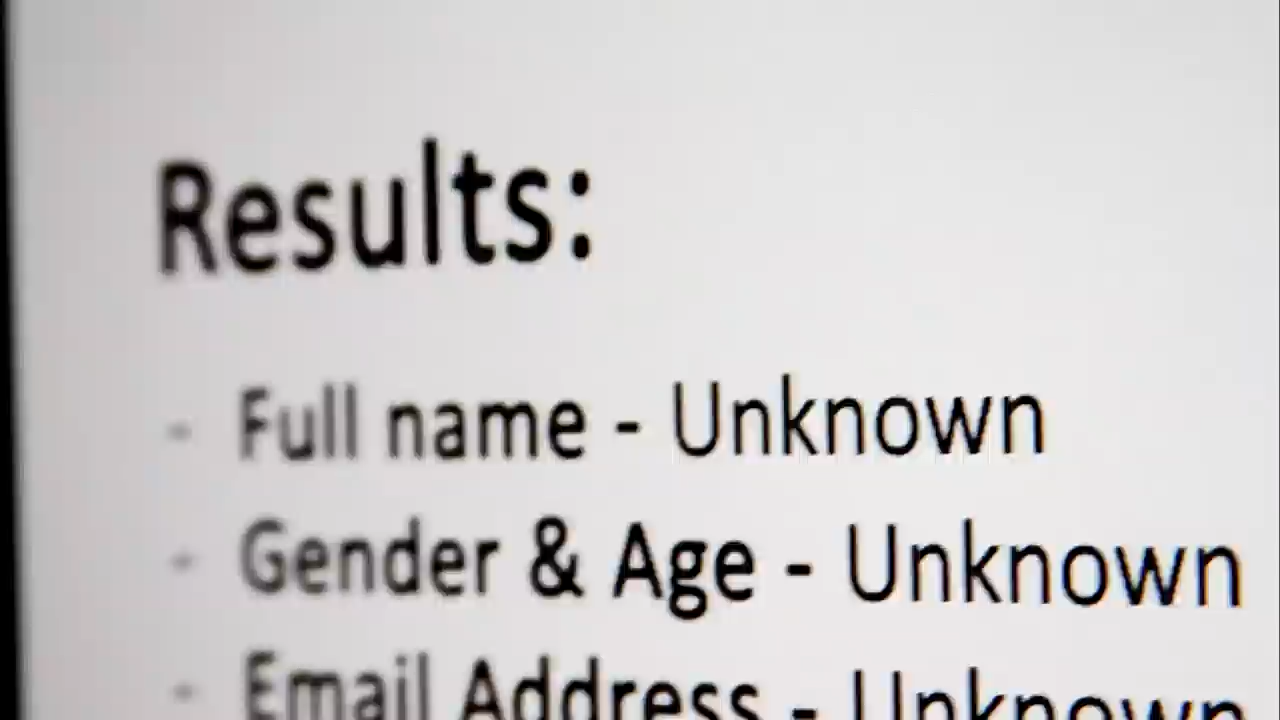 Results:
- Full name - Unknown
- Gender & Age - Unknown
- Email Address - Unknown